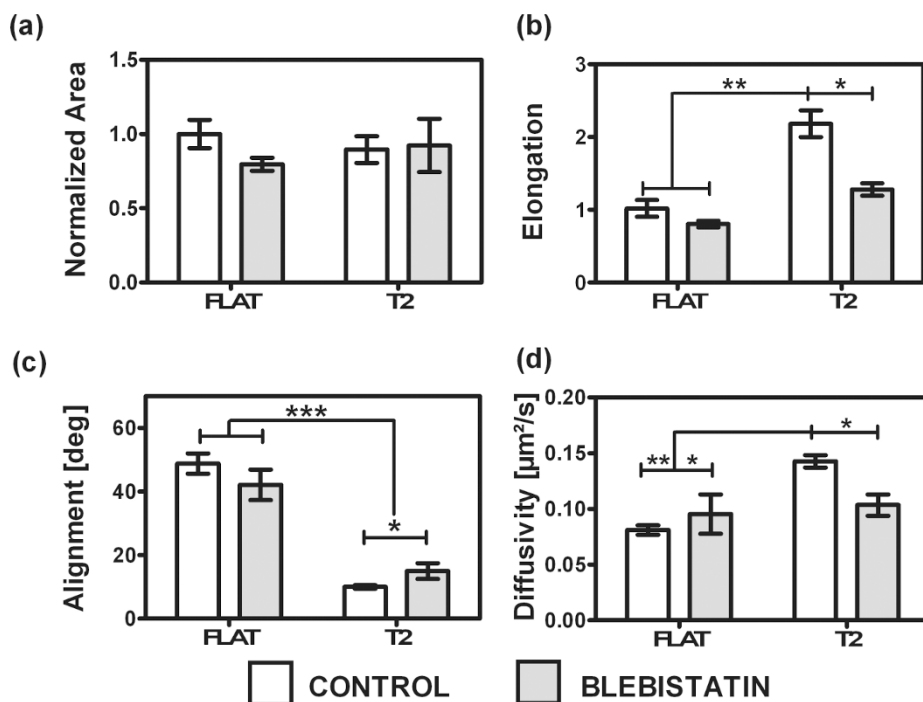 (a)
Normalized Area
1.5
1.0
0.5
0.0
FLAT
T2
(b)
Elongation
3
2
1
0
**
*
FLAT
T2
(c)
Alignment [deg]
60
40
20
0
***
*
FLAT
T2
(d)
Diffusivity [µm²/s]
0.20
0.15
0.10
0.05
0.00
** *
*
FLAT
T2
CONTROL
BLEBISTATIN